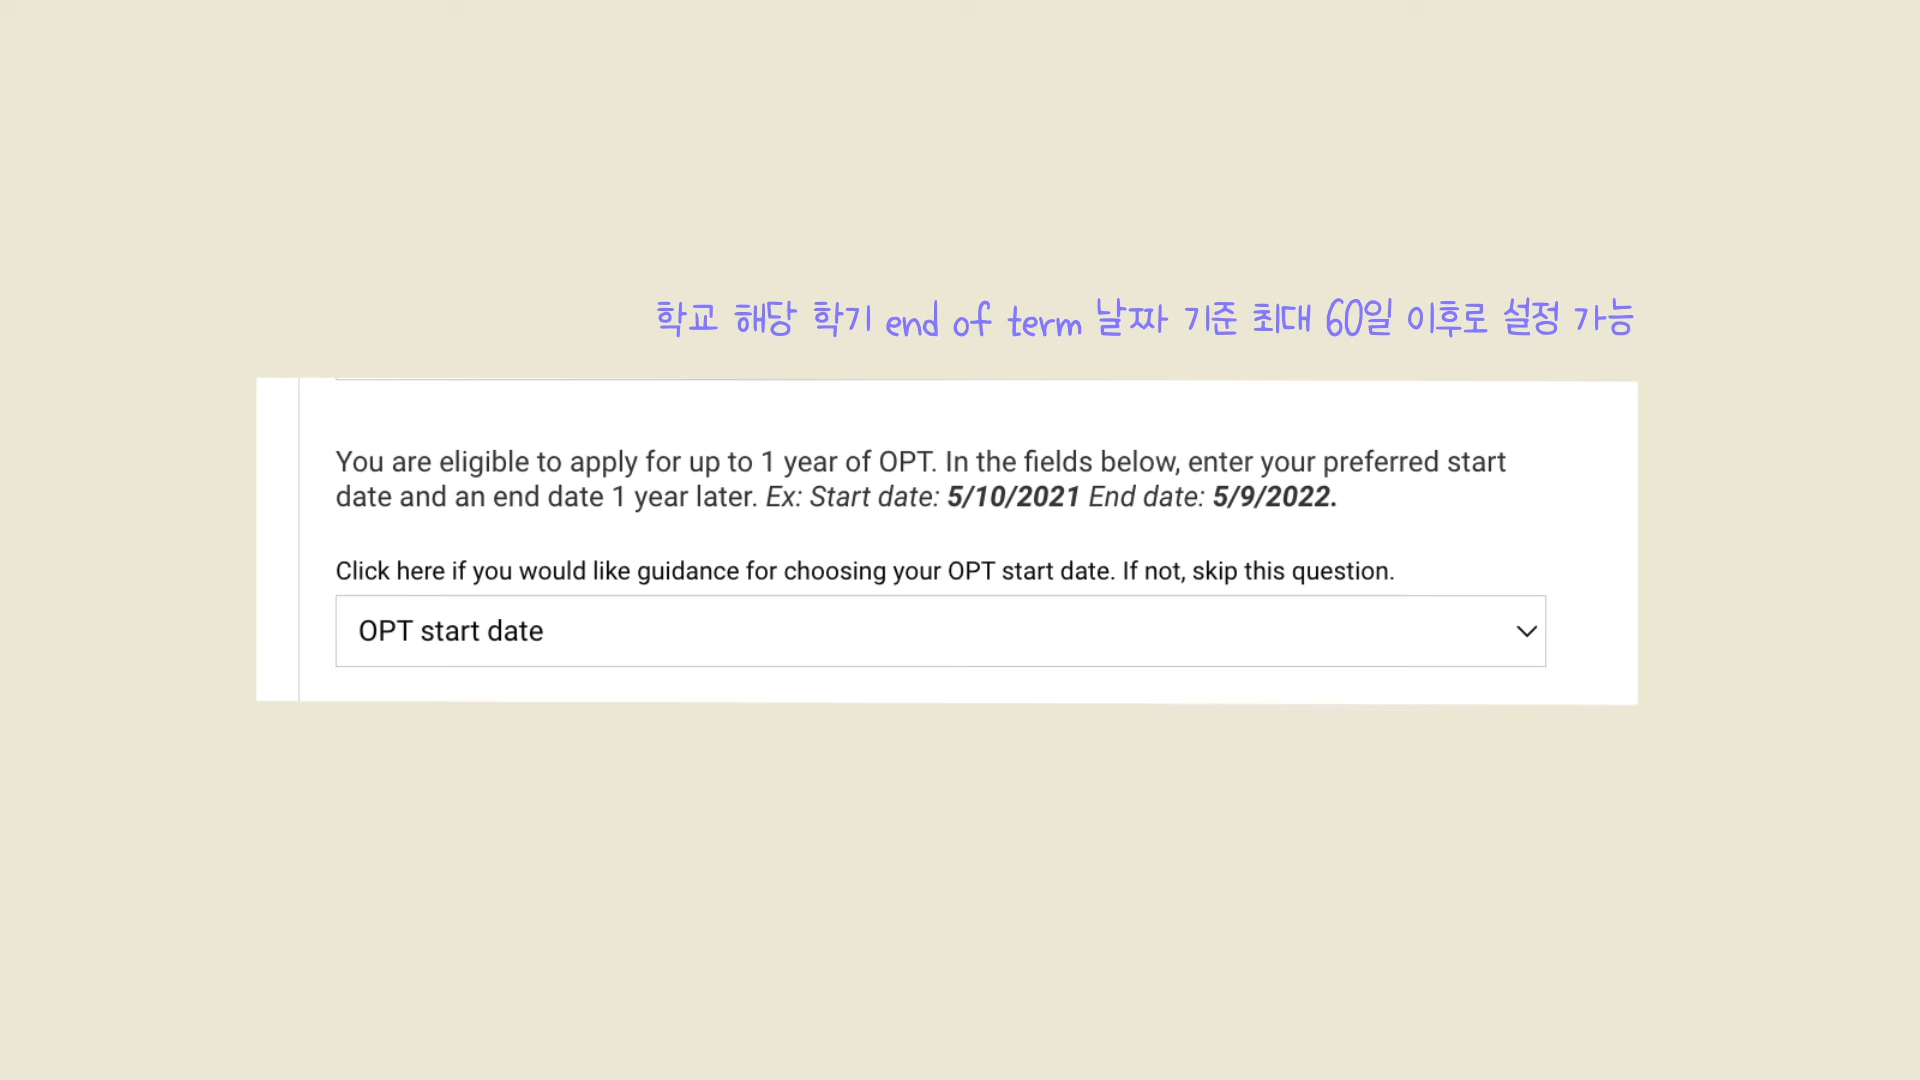 학교 해당 학기 end of term 날짜 기준 최대 60일 이후로 설정 가능
You are eligible to apply for up to 1 year of OPT. In the fields below, enter your preferred start
date and an end date 1 year later. Ex: Start date: 5/10/2021 End date: 5/9/2022.
Click here if you would like guidance for choosing your OPT start date. If not, skip this question.
OPT start date